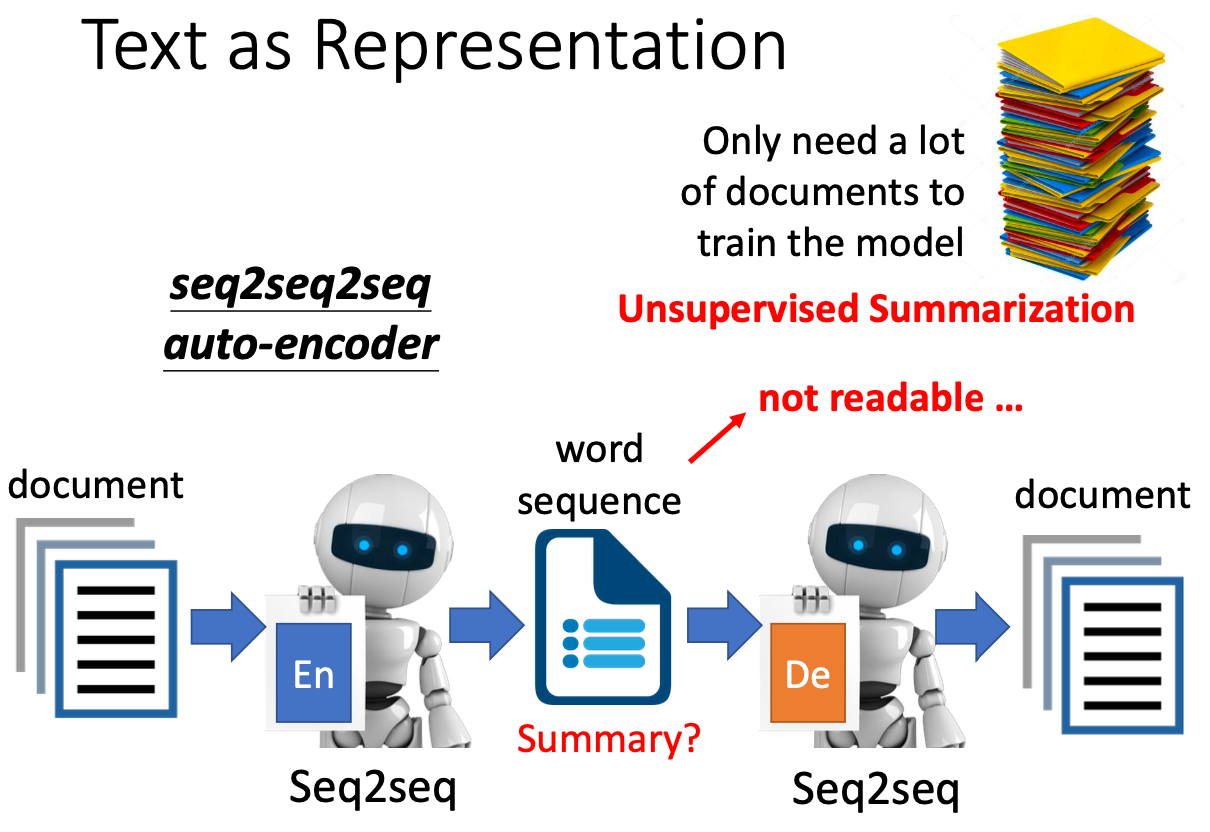 Text as Representation
Only need a lot
of documents to
train the model
Unsupervised Summarization
seq2seq2seq
auto-encoder
not readable …
word
sequence
document
document
En
De
Summary?
Seq2seq
Seq2seq